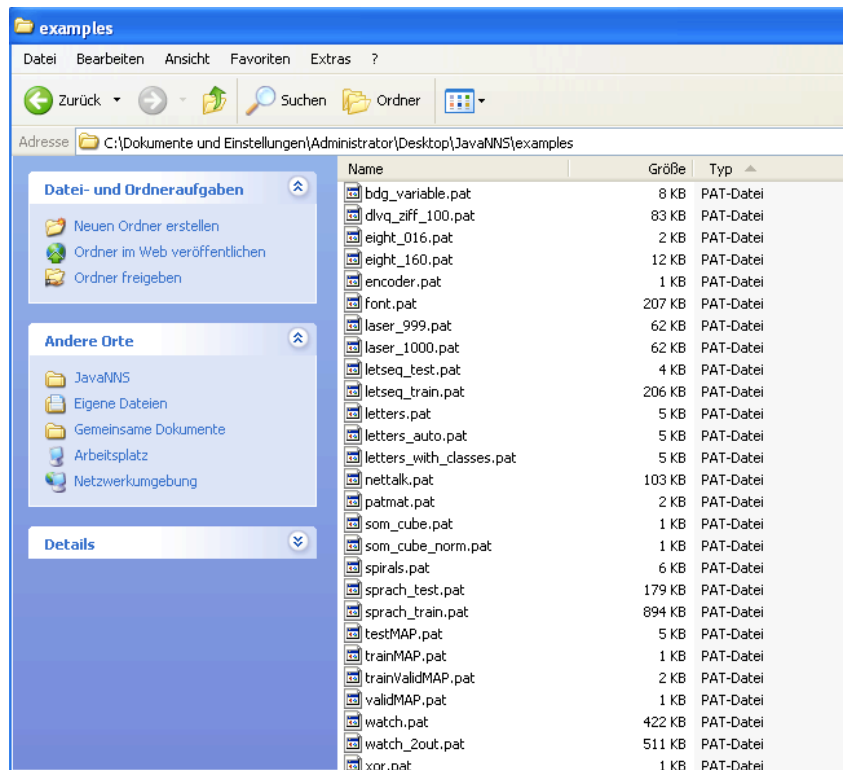 examples
Datei Bearbeiten Ansicht Favoriten Extras ?
Zurück Suchen Ordner
Adresse C:\Dokumente und Einstellungen\Administrator\Desktop\JavaNNS\examples
Datei- und Ordneraufgaben
Neuen Ordner erstellen
Ordner im Web veröffentlichen
Ordner freigeben
Andere Orte
JavaNNS
Eigene Dateien
Gemeinsame Dokumente
Arbeitsplatz
Netzwerkumgebung
Details
Name Größe Typ
bdg_variable.pat 8 KB PAT-Datei
dlvq_ziff_100.pat 83 KB PAT-Datei
eight_016.pat 2 KB PAT-Datei
eight_160.pat 12 KB PAT-Datei
encoder.pat 1 KB PAT-Datei
font.pat 207 KB PAT-Datei
laser_999.pat 62 KB PAT-Datei
laser_1000.pat 62 KB PAT-Datei
letseq_test.pat 4 KB PAT-Datei
letseq_train.pat 206 KB PAT-Datei
letters.pat 5 KB PAT-Datei
letters_auto.pat 5 KB PAT-Datei
letters_with_classes.pat 5 KB PAT-Datei
nettalk.pat 103 KB PAT-Datei
patmat.pat 2 KB PAT-Datei
som_cube.pat 1 KB PAT-Datei
som_cube_norm.pat 1 KB PAT-Datei
spirals.pat 6 KB PAT-Datei
sprach_test.pat 179 KB PAT-Datei
sprach_train.pat 894 KB PAT-Datei
testMAP.pat 5 KB PAT-Datei
trainMAP.pat 1 KB PAT-Datei
trainValidMAP.pat 2 KB PAT-Datei
validMAP.pat 1 KB PAT-Datei
watch.pat 422 KB PAT-Datei
watch_2out.pat 511 KB PAT-Datei
xor.pat 1 KB PAT-Datei